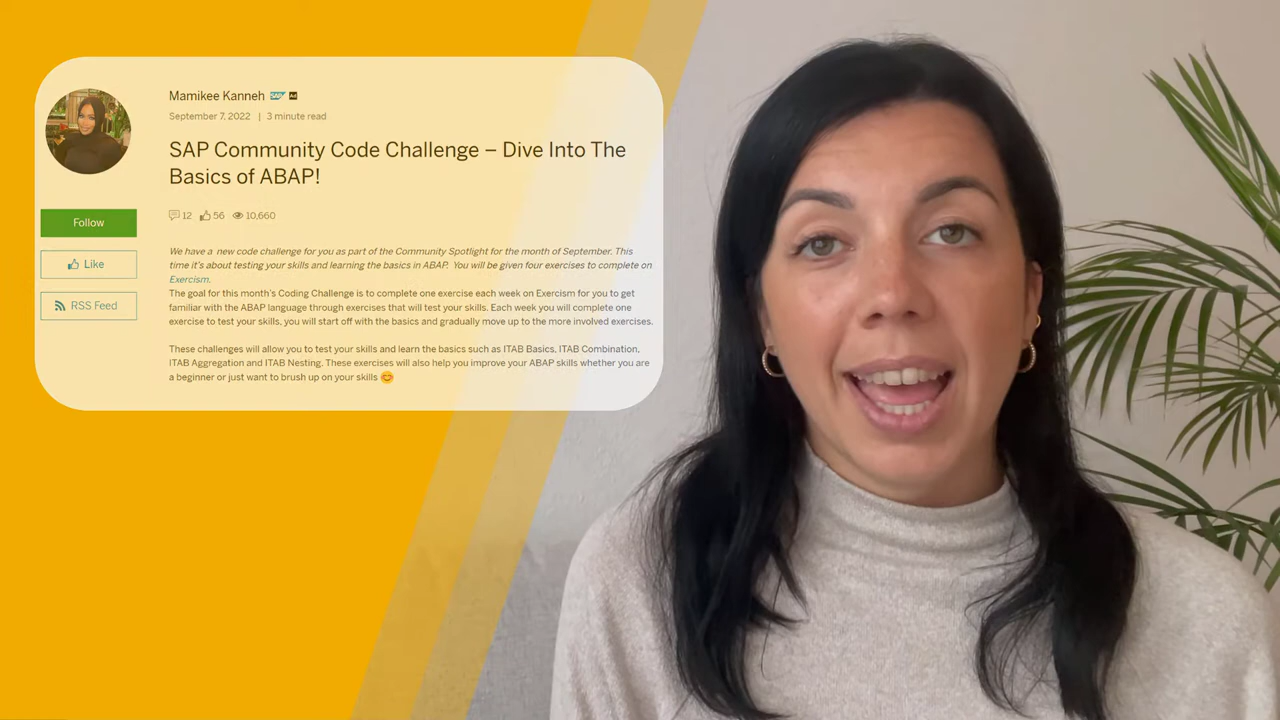 Mamikee Kanneh SAP
September 7, 2022 | 3 minute read
SAP Community Code Challenge – Dive Into The
Basics of ABAP!
12 56 10,660
Follow
Like
RSS Feed
We have a new code challenge for you as part of the Community Spotlight for the month of September. This
time it's about testing your skills and learning the basics in ABAP. You will be given four exercises to complete on
Exercism.
The goal for this month's Coding Challenge is to complete one exercise each week on Exercism for you to get
familiar with the ABAP language through exercises that will test your skills. Each week you will complete one
exercise to test your skills, you will start off with the basics and gradually move up to the more involved exercises.
These challenges will allow you to test your skills and learn the basics such as ITAB Basics, ITAB Combination,
ITAB Aggregation and ITAB Nesting. These exercises will also help you improve your ABAP skills whether you are
a beginner or just want to brush up on your skills 😊